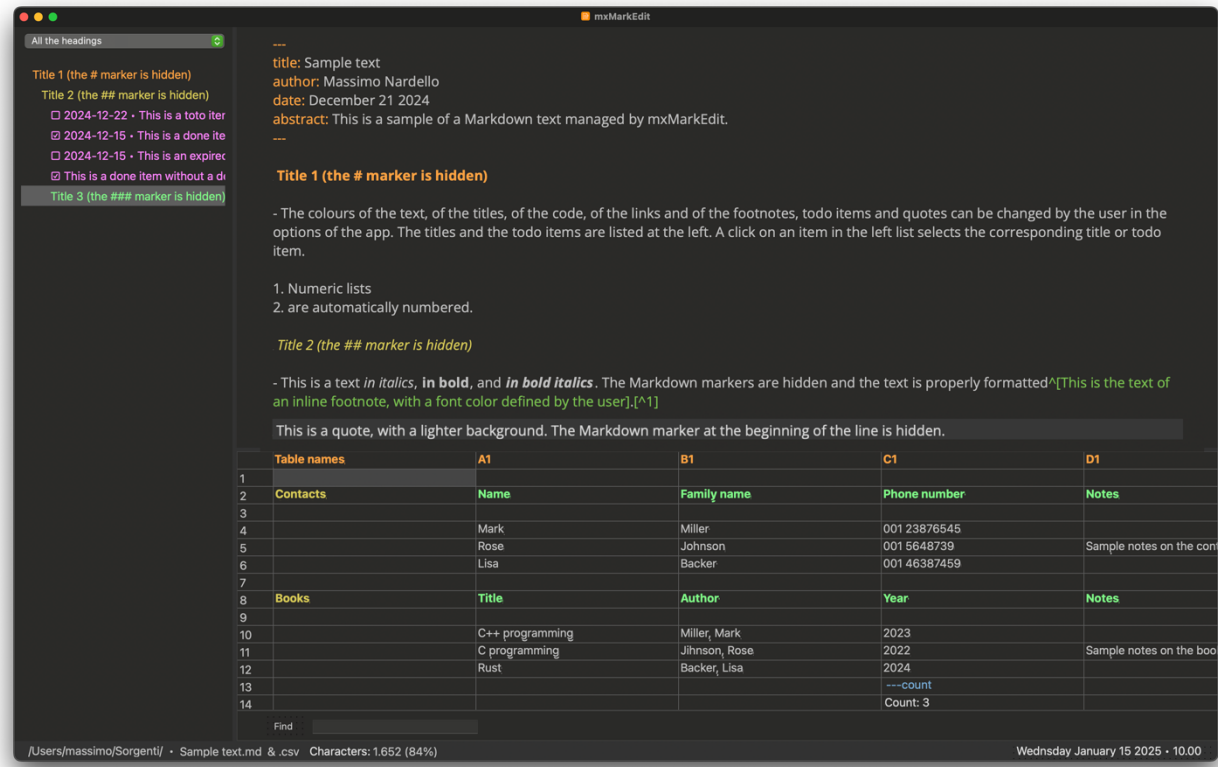 mxMarkEdit
All the headings
Title 1 (the # marker is hidden)
Title 2 (the ## marker is hidden)
☐ 2024-12-22 • This is a toto iter
☑ 2024-12-15 • This is a done ite
☐ 2024-12-15 • This is an expired
☑ This is a done item without a d
Title 3 (the ### marker is hidden)
---
title: Sample text
author: Massimo Nardello
date: December 21 2024
abstract: This is a sample of a Markdown text managed by mxMarkEdit.
---
Title 1 (the # marker is hidden)
- The colours of the text, of the titles, of the code, of the links and of the footnotes, todo items and quotes can be changed by the user in the
options of the app. The titles and the todo items are listed at the left. A click on an item in the left list selects the corresponding title or todo
item.
1. Numeric lists
2. are automatically numbered.
Title 2 (the ## marker is hidden)
- This is a text in italics, in bold, and in bold italics. The Markdown markers are hidden and the text is properly formatted^[This is the text of
an inline footnote, with a font color defined by the user].[^1]
This is a quote, with a lighter background. The Markdown marker at the beginning of the line is hidden.
Table names A1 B1 C1 D1
1
2 Contacts Name Family name Phone number Notes
3
4 Mark Miller 001 23876545
5 Rose Johnson 001 5648739 Sample notes on the con
6 Lisa Backer 001 46387459
7
8 Books Title Author Year Notes
9
10 C++ programming Miller, Mark 2023
11 C programming Jihnson, Rose 2022 Sample notes on the boo
12 Rust Backer, Lisa 2024
13 ---count
14 Count: 3
Find
/Users/massimo/Sorgenti/ • Sample text.md & .csv Characters: 1.652 (84%) Wednsday January 15 2025 • 10.00